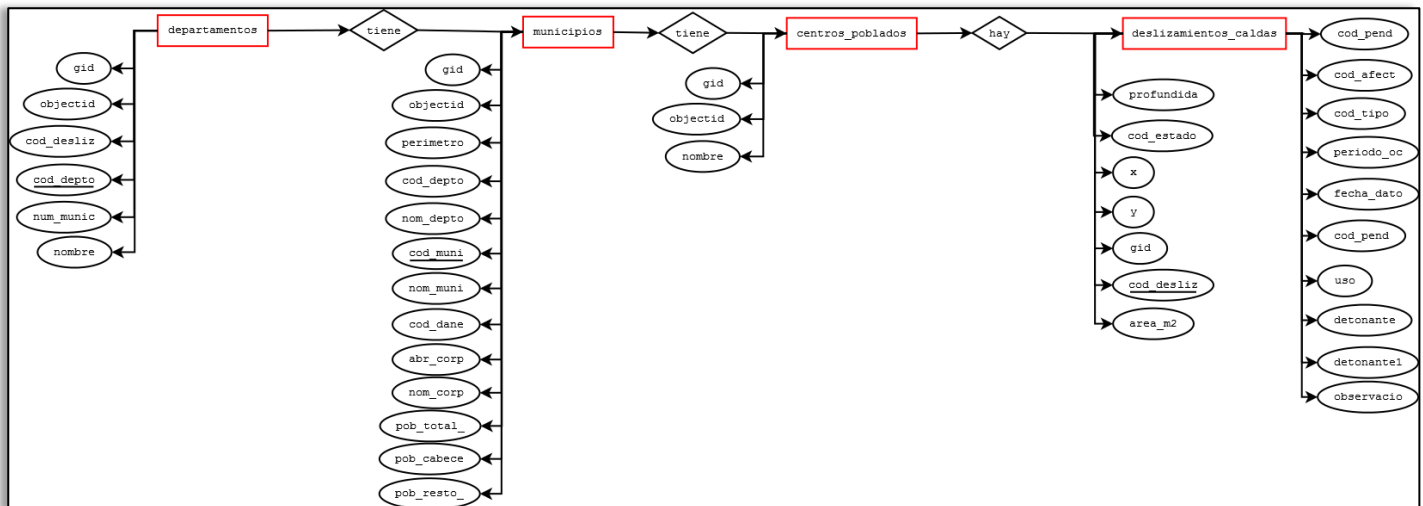 departamentos
tiene
municipios
tiene
centros_poblados
hay
deslizamientos_caldas
gid
objectid
cod_desliz
cod_depto
num_munic
nombre
gid
objectid
perimetro
cod_depto
nom_depto
cod_muni
nom_muni
cod_dane
abr_corp
nom_corp
pob_total_
pob_cabece
pob_resto_
gid
objectid
nombre
profundida
cod_estado
x
y
gid
cod_desliz
area_m2
cod_pend
cod_afect
cod_tipo
periodo_oc
fecha_dato
cod_pend
uso
detonante
detonante1
observacio